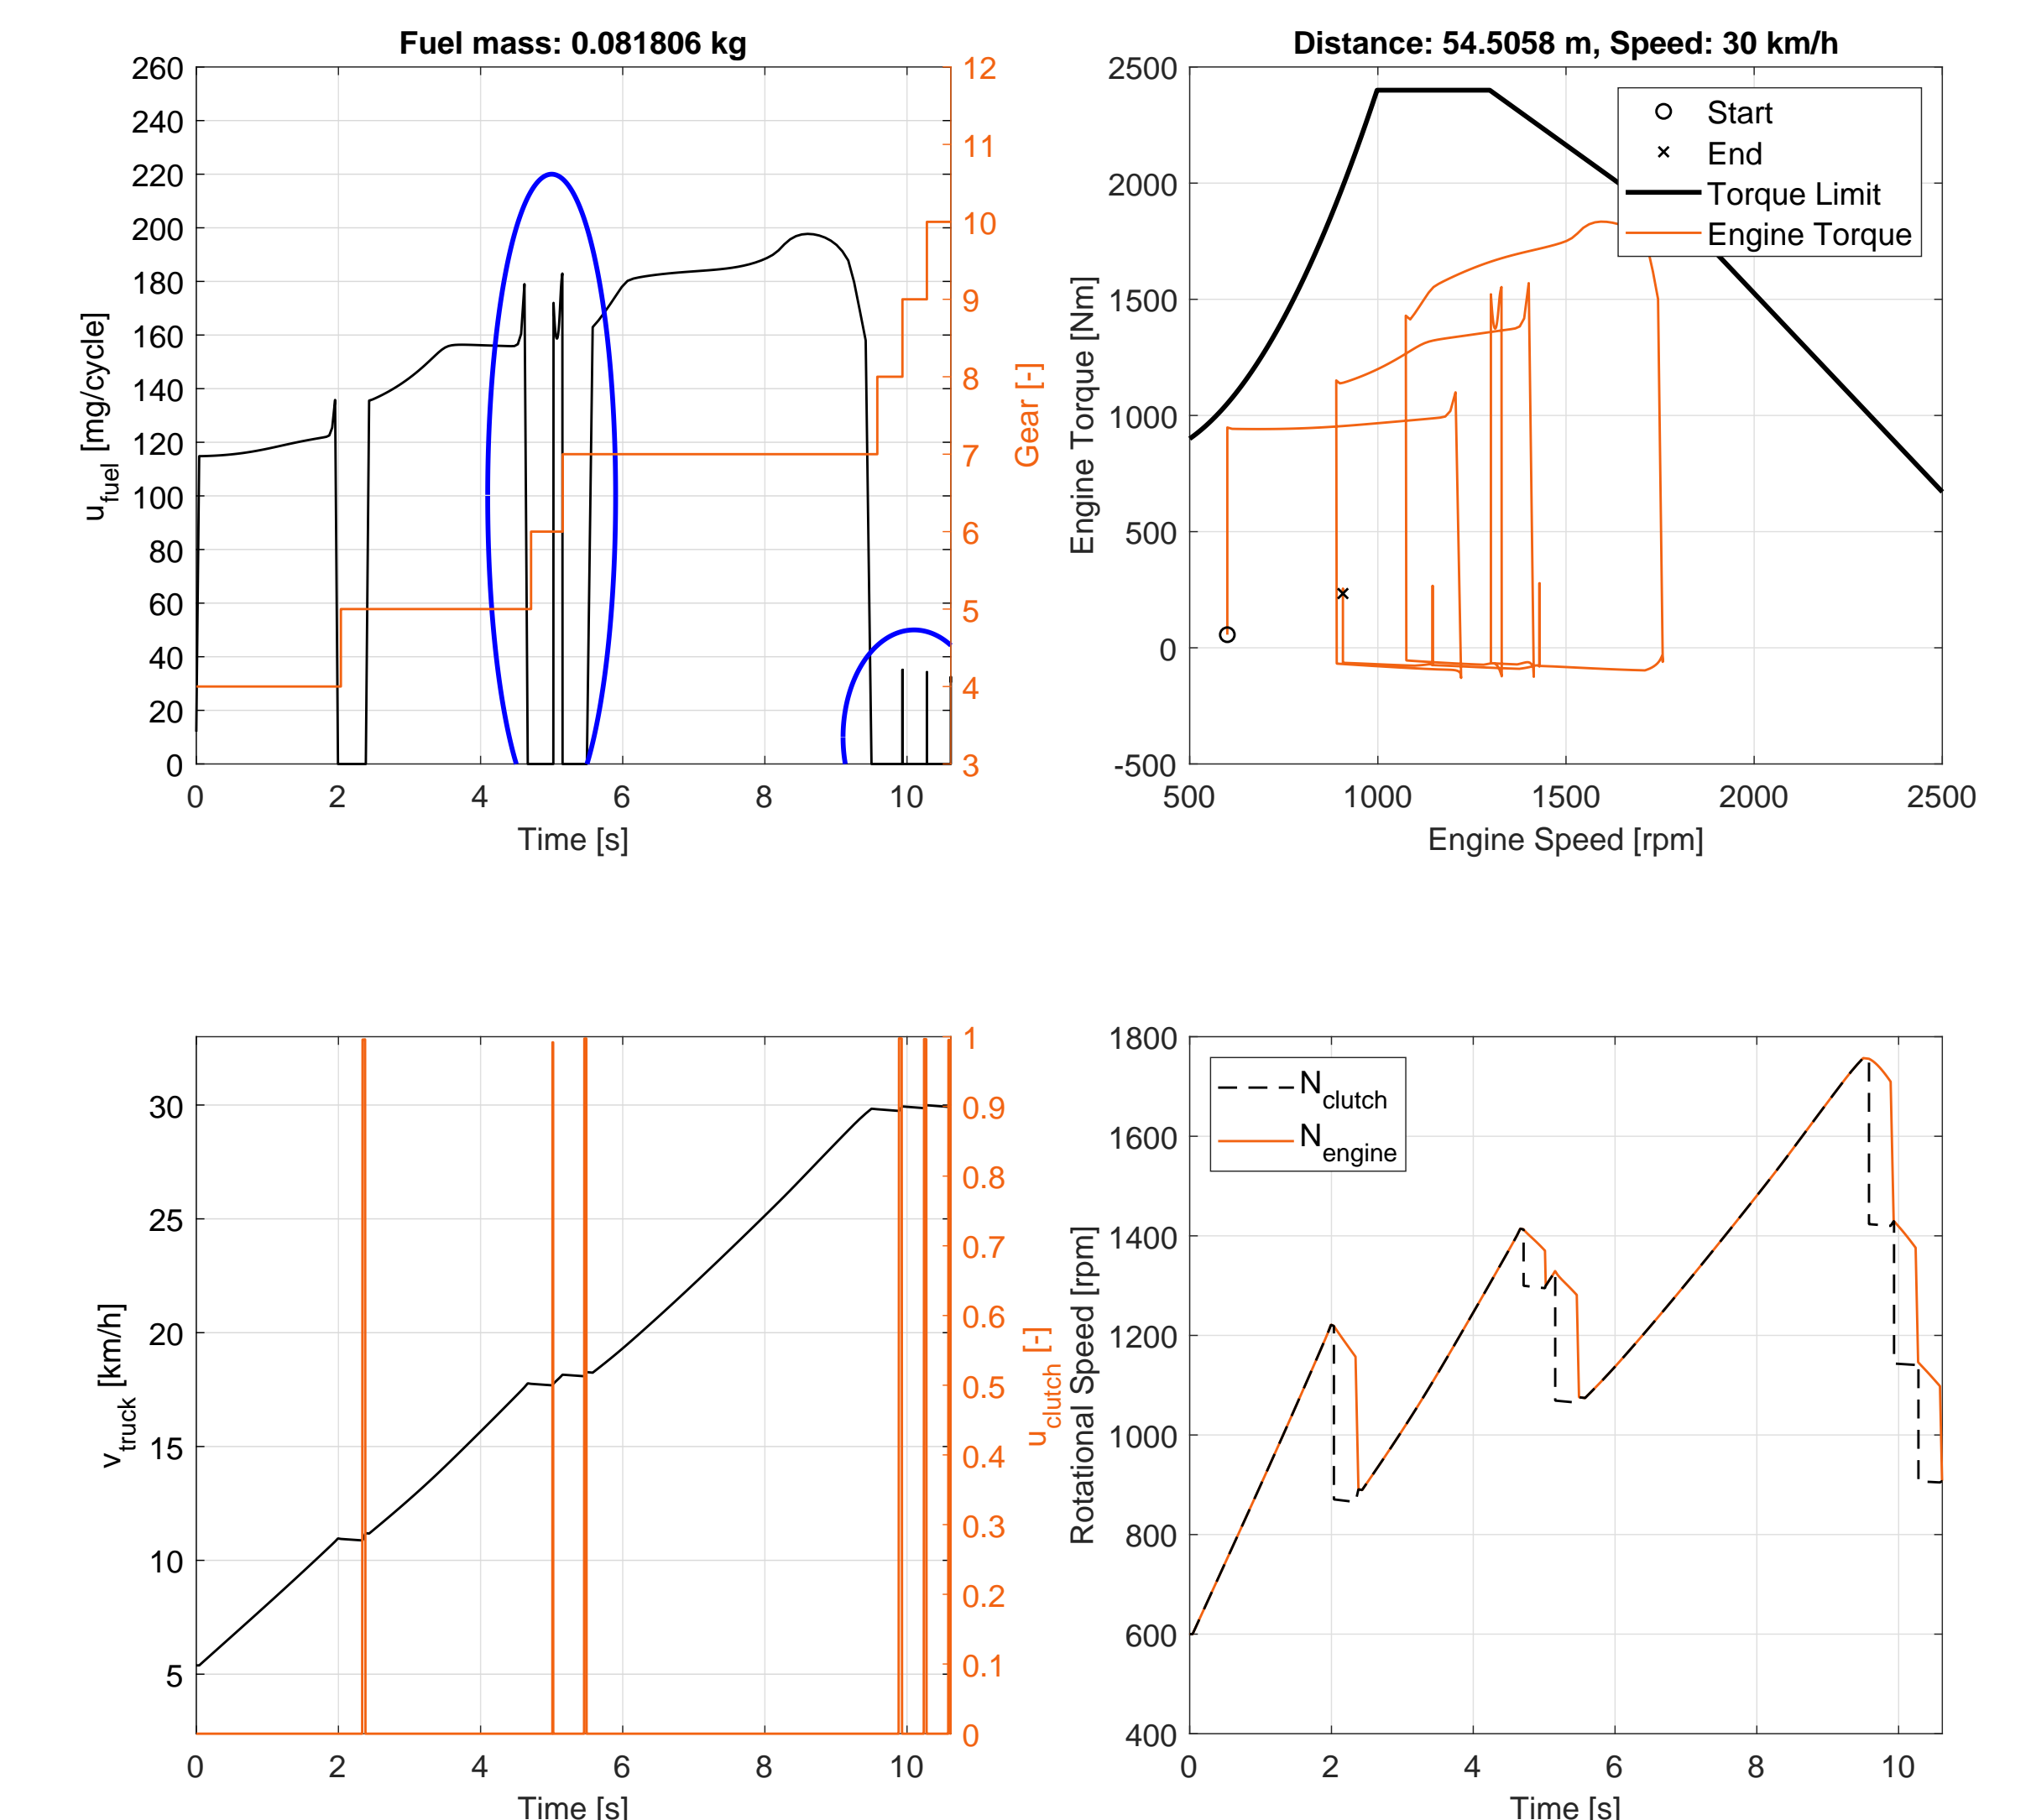 Fuel mass: 0.081806 kg
260
240
220
200
180
160
140
120
100
80
60
40
20
0
u_fuel [mg/cycle]
12
11
10
9
8
7
6
5
4
3
Gear [-]
0 2 4 6 8 10
Time [s]
Distance: 54.5058 m, Speed: 30 km/h
2500
2000
1500
1000
500
0
-500
Engine Torque [Nm]
Start
End
Torque Limit
Engine Torque
500 1000 1500 2000 2500
Engine Speed [rpm]
30
25
20
15
10
5
v_truck [km/h]
1
0.9
0.8
0.7
0.6
0.5
0.4
0.3
0.2
0.1
0
u_clutch [-]
0 2 4 6 8 10
Time [s]
1800
1600
1400
1200
1000
800
600
400
Rotational Speed [rpm]
N_clutch
N_engine
0 2 4 6 8 10
Time [s]